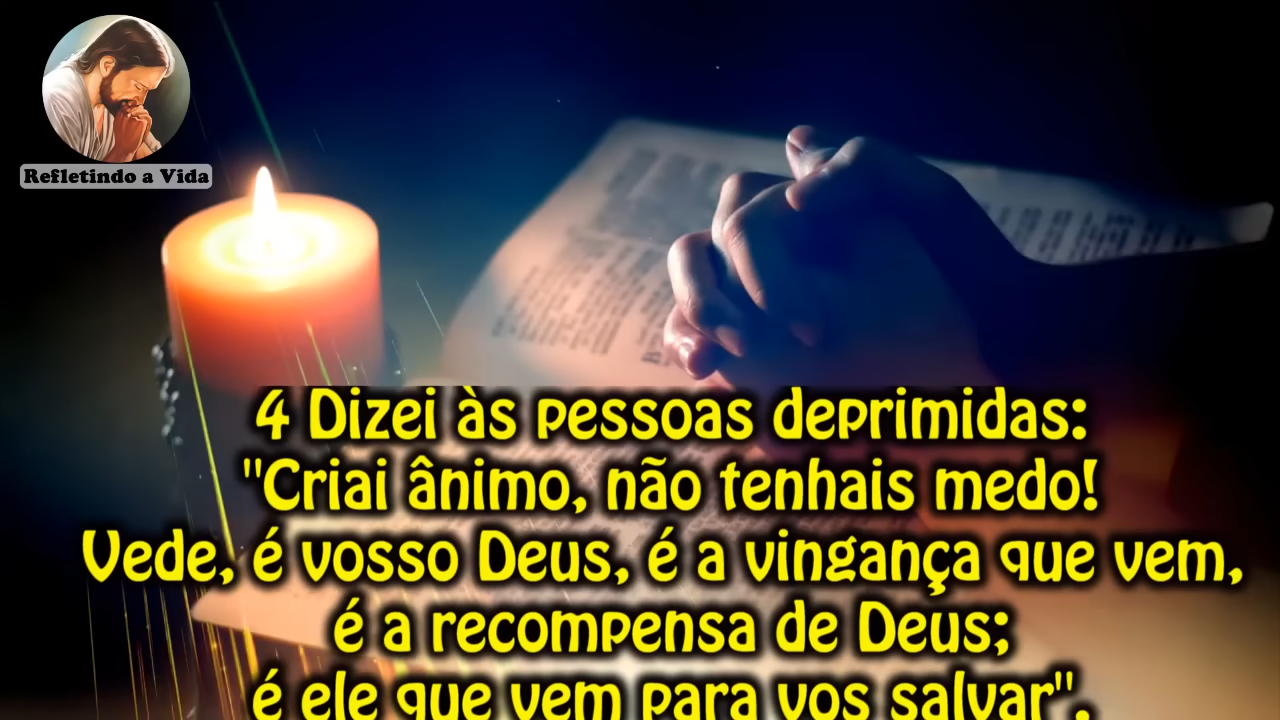 Refletindo a Vida
4 Dizei às pessoas deprimidas:
"Criai ânimo, não tenhais medo!
Vede, é vosso Deus, é a vingança que vem,
é a recompensa de Deus;
é ele que vem para vos salvar".